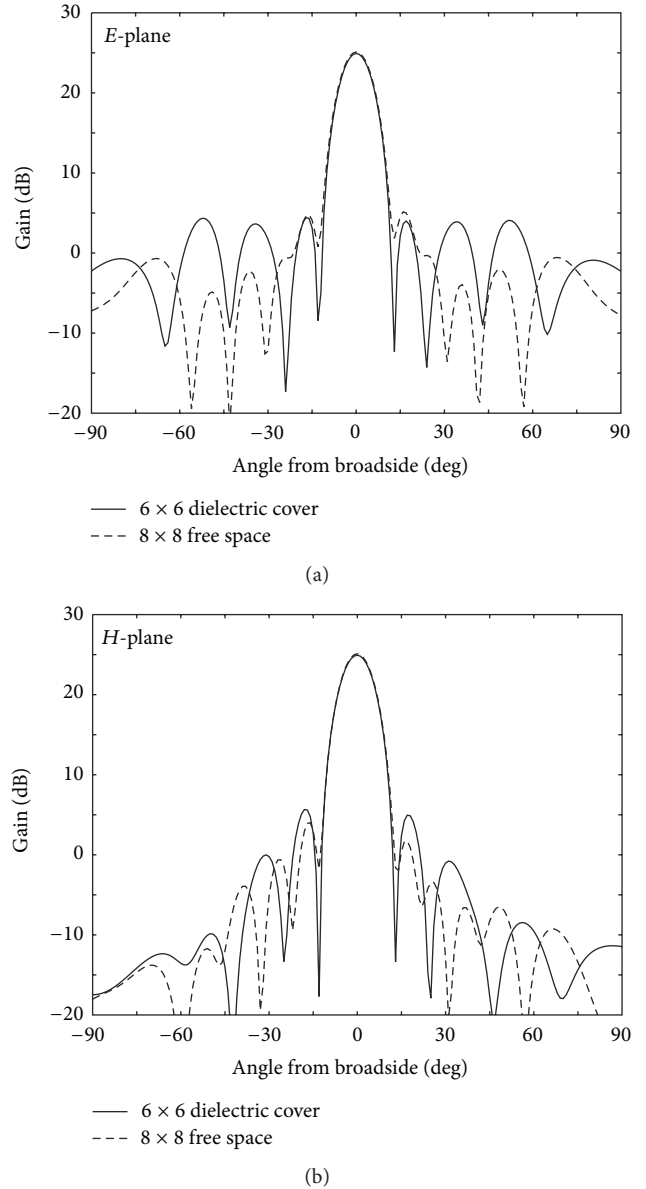 30
E-plane
20
10
0
−10
−20
Gain (dB)
−90 −60 −30 0 30 60 90
Angle from broadside (deg)
6 × 6 dielectric cover
8 × 8 free space
(a)
30
H-plane
20
10
0
−10
−20
Gain (dB)
−90 −60 −30 0 30 60 90
Angle from broadside (deg)
6 × 6 dielectric cover
8 × 8 free space
(b)